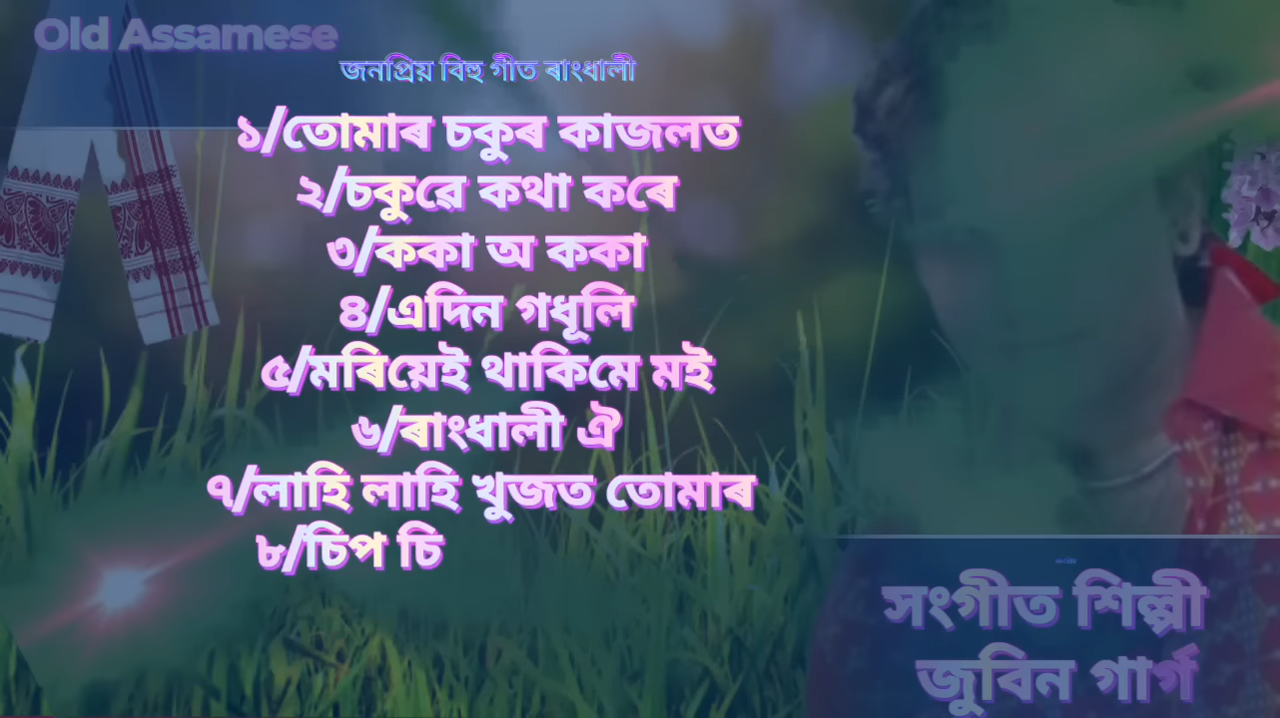 Old Assamese
জনপ্ৰিয় বিহু গীত ৰাংধালী
১/তোমাৰ চকুৰ কাজলত
২/চকুৱে কথা কৰে
৩/ককা অ ককা
৪/এদিন গধূলি
৫/মৰিয়েই থাকিমে মই
৬/ৰাংধালী ঐ
৭/লাহি লাহি খুজত তোমাৰ
৮/চিপ চি
সংগীত শিল্পী
জুবিন গাৰ্গ